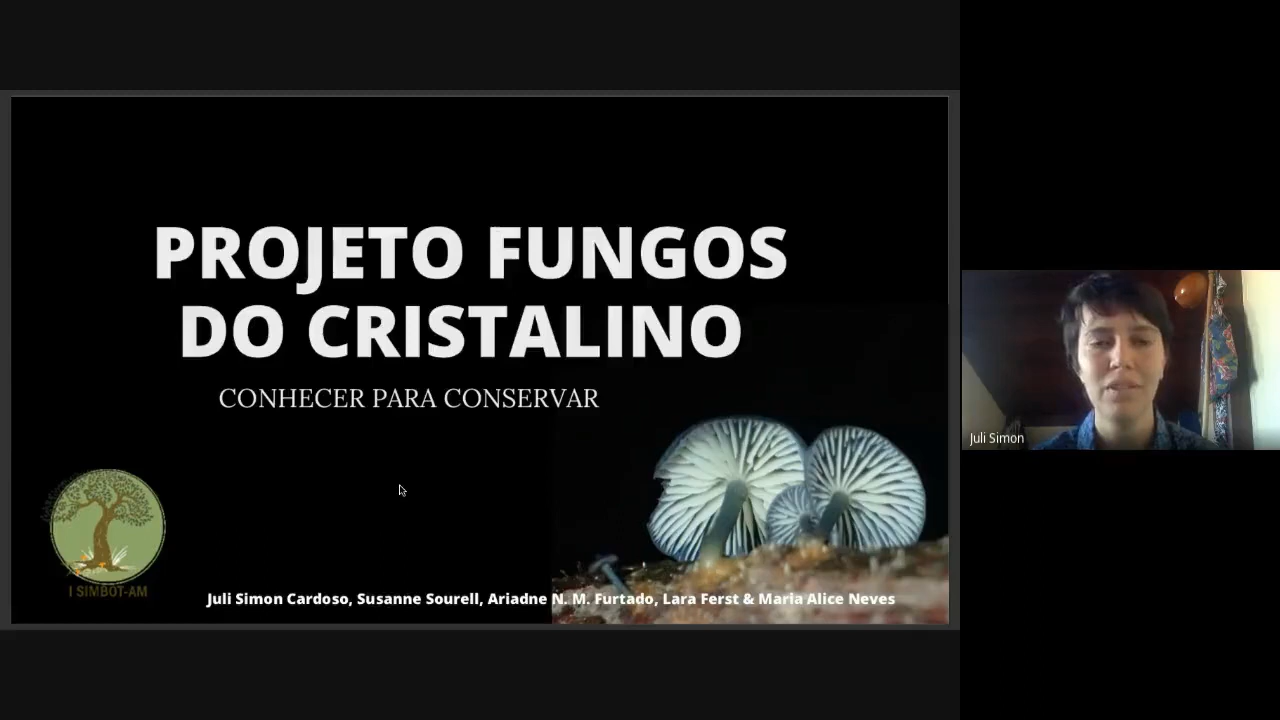 PROJETO FUNGOS
DO CRISTALINO
CONHECER PARA CONSERVAR
I SIMBOT-AM
Juli Simon Cardoso, Susanne Sourell, Ariadne N. M. Furtado, Lara Ferst & Maria Alice Neves
Juli Simon